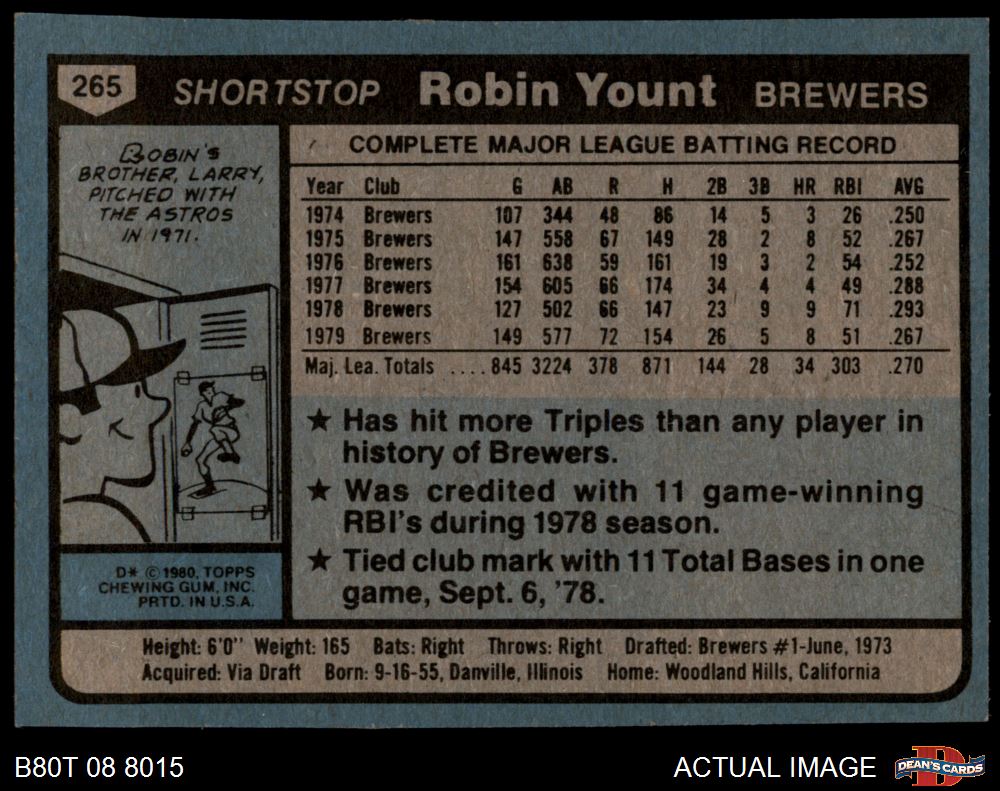 265 SHORTSTOP Robin Yount BREWERS
ROBIN'S
BROTHER, LARRY,
PITCHED WITH
THE ASTROS
IN 1971.
COMPLETE MAJOR LEAGUE BATTING RECORD
Year Club G AB R H 2B 3B HR RBI AVG
1974 Brewers 107 344 48 86 14 5 3 26 .250
1975 Brewers 147 558 67 149 28 2 8 52 .267
1976 Brewers 161 638 59 161 19 3 2 54 .252
1977 Brewers 154 605 66 174 34 4 4 49 .288
1978 Brewers 127 502 66 147 23 9 9 71 .293
1979 Brewers 149 577 72 154 26 5 8 51 .267
Maj. Lea. Totals .... 845 3224 378 871 144 28 34 303 .270
★ Has hit more Triples than any player in
history of Brewers.
★ Was credited with 11 game-winning
RBI's during 1978 season.
★ Tied club mark with 11 Total Bases in one
game, Sept. 6, '78.
D* © 1980, TOPPS
CHEWING GUM, INC.
PRTD. IN U.S.A.
Height: 6'0" Weight: 165 Bats: Right Throws: Right Drafted: Brewers #1-June, 1973
Acquired: Via Draft Born: 9-16-55, Danville, Illinois Home: Woodland Hills, California
B80T 08 8015
ACTUAL IMAGE
DEAN'S CARDS